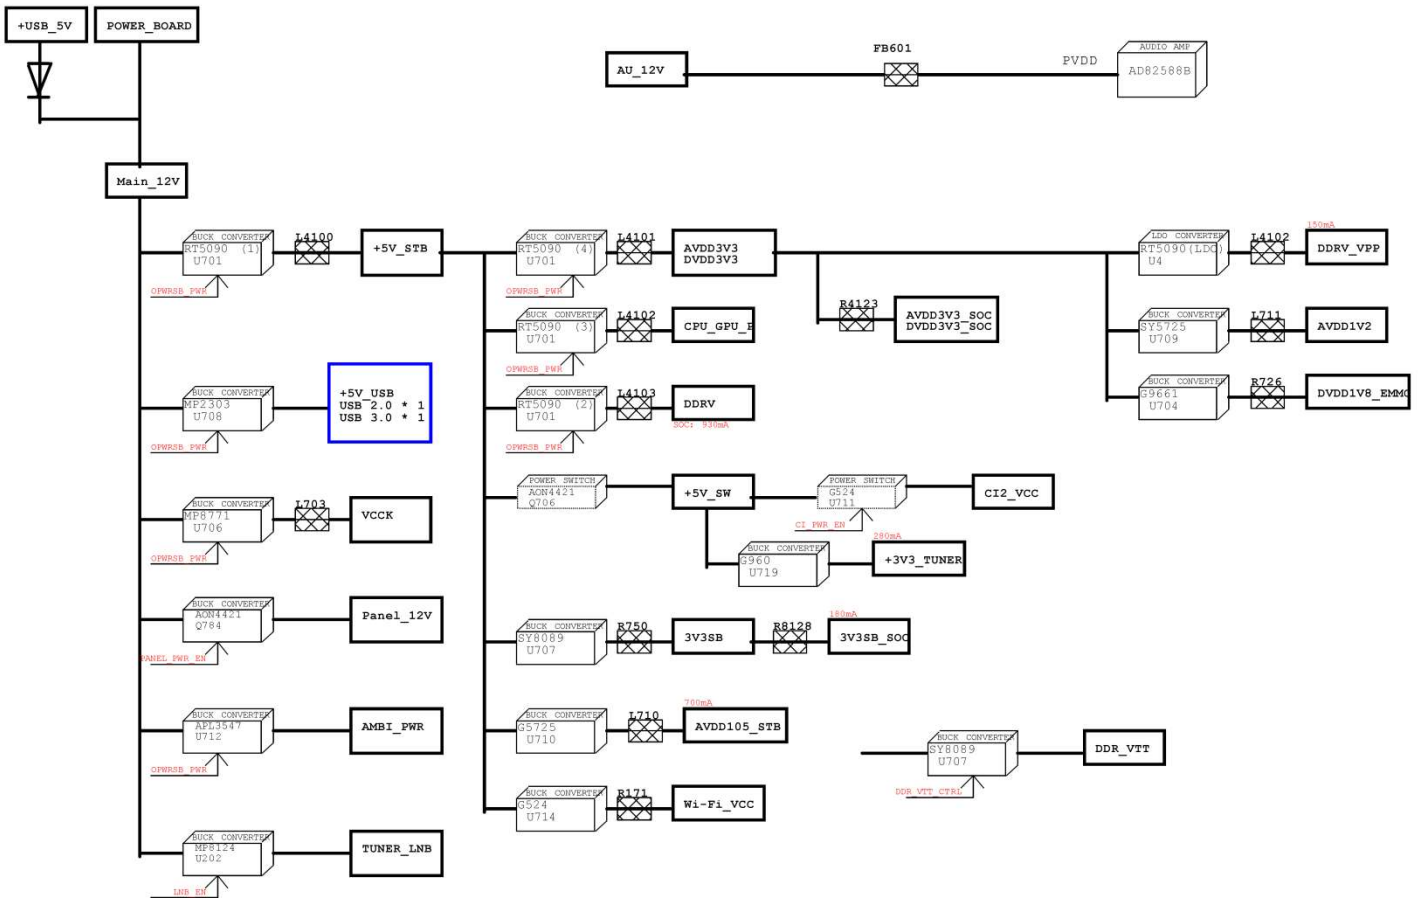 +USB_5V
POWER_BOARD
FB601
AU_12V
PVDD
AUDIO AMP
AD82588B
Main_12V
BUCK CONVERTER
RT5090 (1)
U701
OPWRSB_PWR
L4100
+5V_STB
BUCK CONVERTER
RT5090 (4)
U701
OPWRSB_PWR
L4101
AVDD3V3
DVDD3V3
LDO CONVERTER
RT5090(LDO)
U4
L4102
150mA
DDRV_VPP
BUCK CONVERTER
RT5090 (3)
U701
OPWRSB_PWR
L4102
CPU_GPU_P
R4123
AVDD3V3_SOC
DVDD3V3_SOC
BUCK CONVERTER
SY5725
U709
L711
AVDD1V2
BUCK CONVERTER
MP2303
U708
OPWRSB_PWR
+5V_USB
USB 2.0 * 1
USB 3.0 * 1
BUCK CONVERTER
RT5090 (2)
U701
OPWRSB_PWR
L4103
DDRV
SOC: 930mA
BUCK CONVERTER
G9661
U704
R726
DVDD1V8_EMMC
BUCK CONVERTER
MP8771
U706
OPWRSB_PWR
L703
VCCK
POWER SWITCH
AON4421
Q706
+5V_SW
POWER SWITCH
G524
U711
CI_PWR_EN
CI2_VCC
BUCK CONVERTER
G960
U719
280mA
+3V3_TUNER
BUCK CONVERTER
AON4421
Q784
PANEL_PWR_EN
Panel_12V
BUCK CONVERTER
SY8089
U707
R750
3V3SB
R8128
180mA
3V3SB_SOC
BUCK CONVERTER
APL3547
U712
OPWRSB_PWR
AMBI_PWR
BUCK CONVERTER
G5725
U710
L710
700mA
AVDD105_STB
BUCK CONVERTER
SY8089
U707
DDR_VTT_CTRL
DDR_VTT
BUCK CONVERTER
G524
U714
R171
Wi-Fi_VCC
BUCK CONVERTER
MP8124
U202
LNB_EN
TUNER_LNB